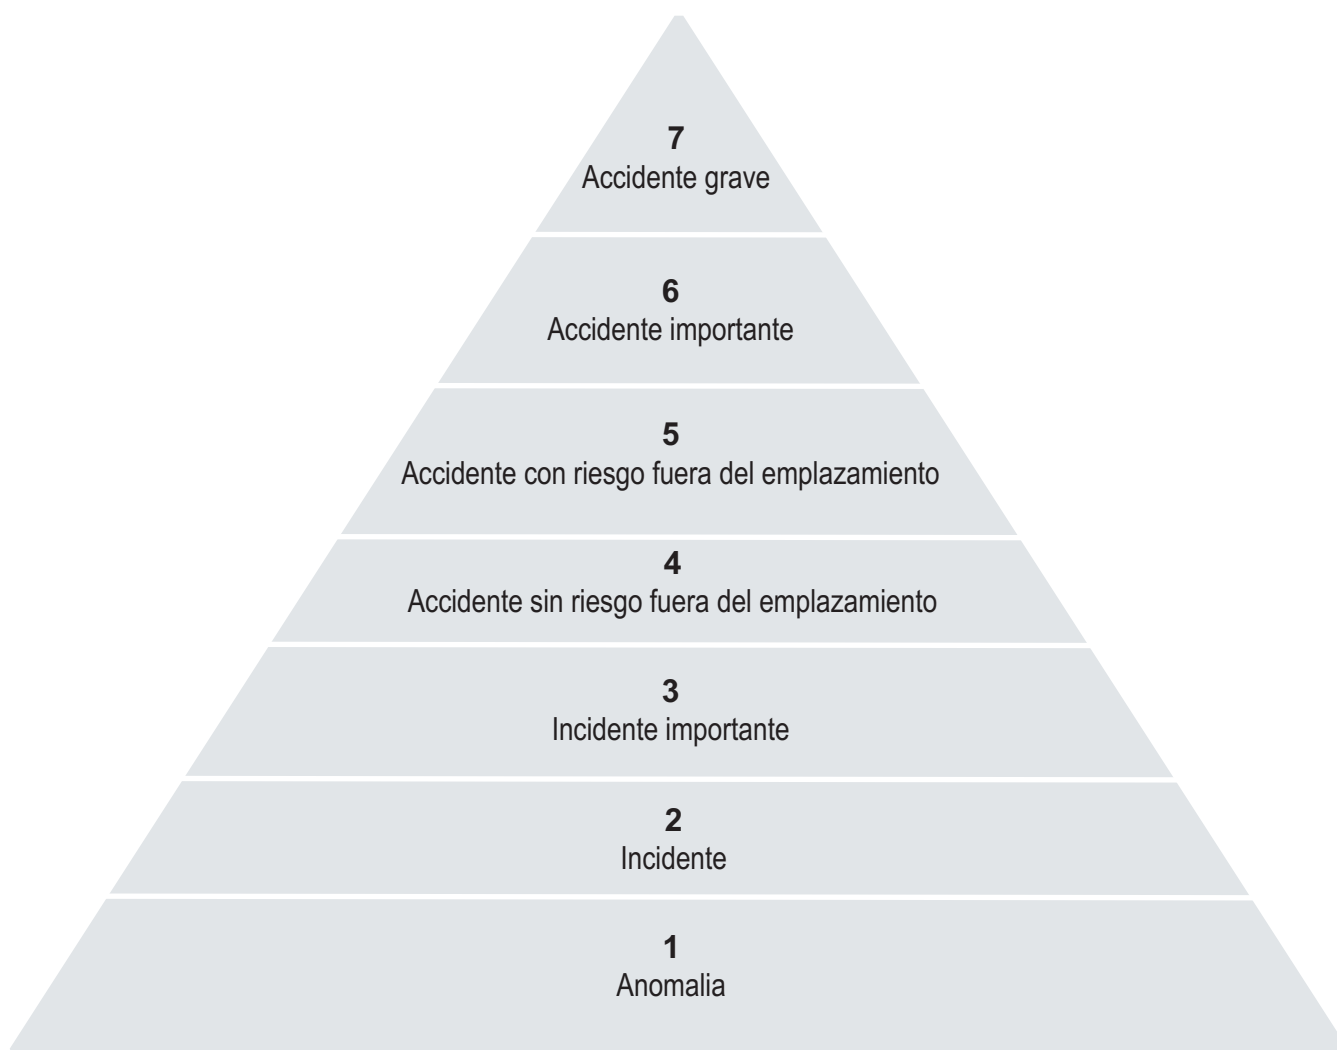 7
Accidente grave
6
Accidente importante
5
Accidente con riesgo fuera del emplazamiento
4
Accidente sin riesgo fuera del emplazamiento
3
Incidente importante
2
Incidente
1
Anomalia